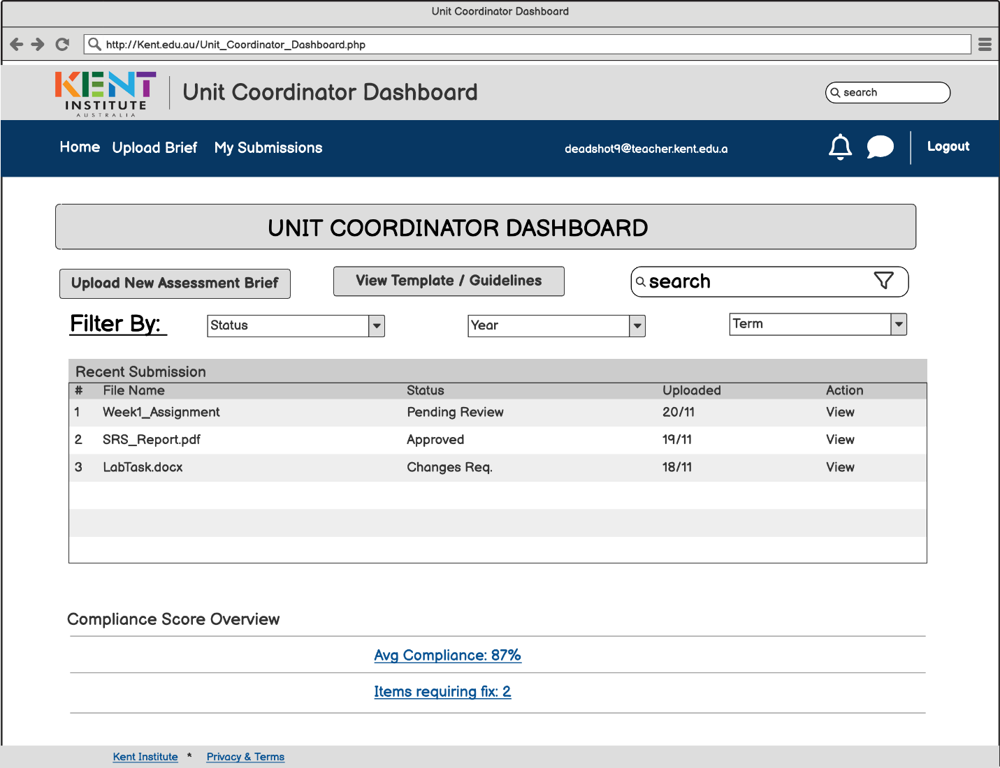 Unit Coordinator Dashboard
http://Kent.edu.au/Unit_Coordinator_Dashboard.php
KENT
INSTITUTE
AUSTRALIA
Unit Coordinator Dashboard
search
Home Upload Brief My Submissions deadshot9@teacher.kent.edu.a Logout
UNIT COORDINATOR DASHBOARD
Upload New Assessment Brief View Template / Guidelines search
Filter By: Status Year Term
Recent Submission
# File Name Status Uploaded Action
1 Week1_Assignment Pending Review 20/11 View
2 SRS_Report.pdf Approved 19/11 View
3 LabTask.docx Changes Req. 18/11 View
Compliance Score Overview
Avg Compliance: 87%
Items requiring fix: 2
Kent Institute * Privacy & Terms